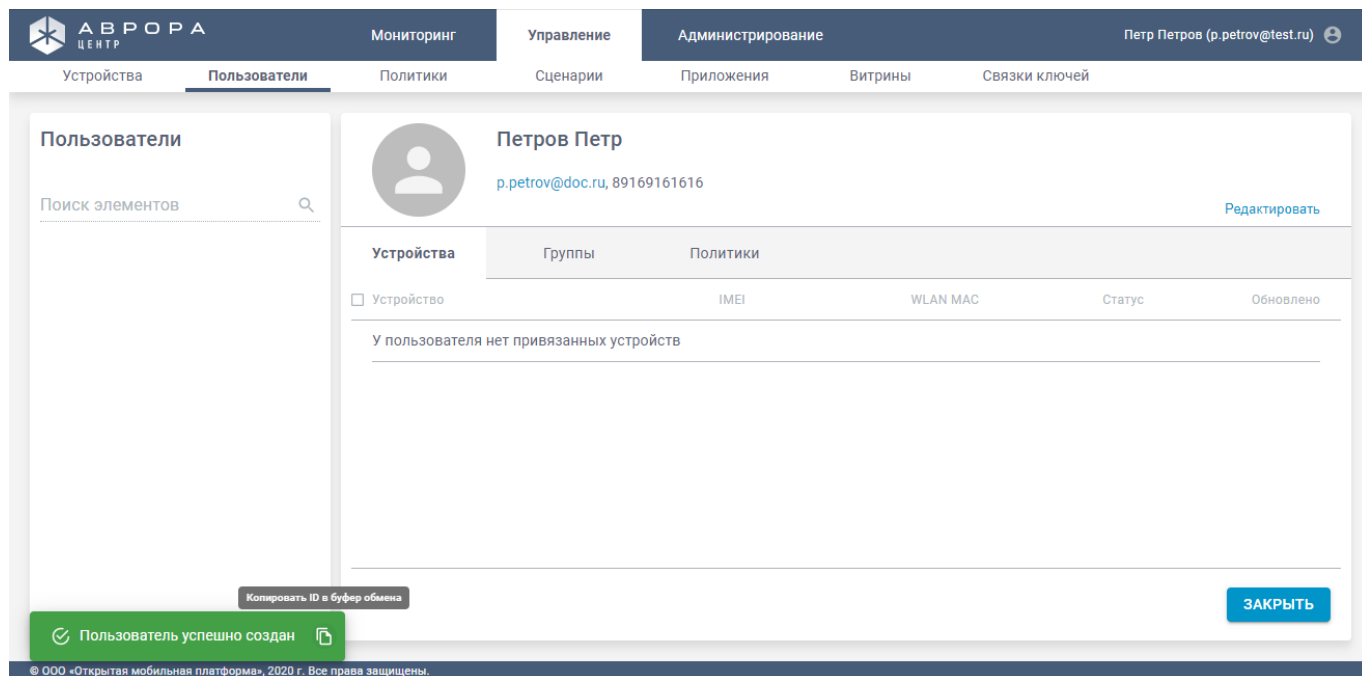 АВРОРА
ЦЕНТР
Мониторинг Управление Администрирование Петр Петров (p.petrov@test.ru)
Устройства Пользователи Политики Сценарии Приложения Витрины Связки ключей
Пользователи
Поиск элементов
Петров Петр
p.petrov@doc.ru, 89169161616
Редактировать
Устройства Группы Политики
Устройство IMEI WLAN MAC Статус Обновлено
У пользователя нет привязанных устройств
Копировать ID в буфер обмена
ЗАКРЫТЬ
Пользователь успешно создан
© ООО «Открытая мобильная платформа», 2020 г. Все права защищены.